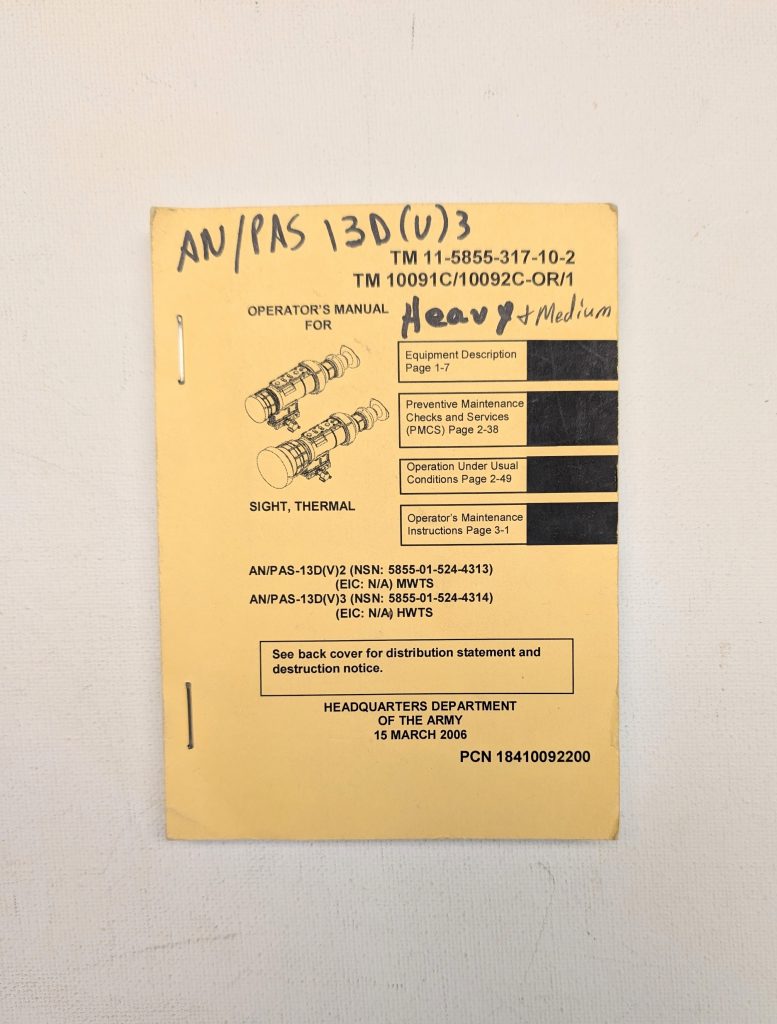 AN/PAS 13D(V)3
TM 11-5855-317-10-2
TM 10091C/10092C-OR/1
OPERATOR'S MANUAL
FOR
Heavy + Medium
Equipment Description
Page 1-7
Preventive Maintenance
Checks and Services
(PMCS) Page 2-38
Operation Under Usual
Conditions Page 2-49
Operator's Maintenance
Instructions Page 3-1
SIGHT, THERMAL
AN/PAS-13D(V)2 (NSN: 5855-01-524-4313)
(EIC: N/A) MWTS
AN/PAS-13D(V)3 (NSN: 5855-01-524-4314)
(EIC: N/A) HWTS
See back cover for distribution statement and
destruction notice.
HEADQUARTERS DEPARTMENT
OF THE ARMY
15 MARCH 2006
PCN 18410092200